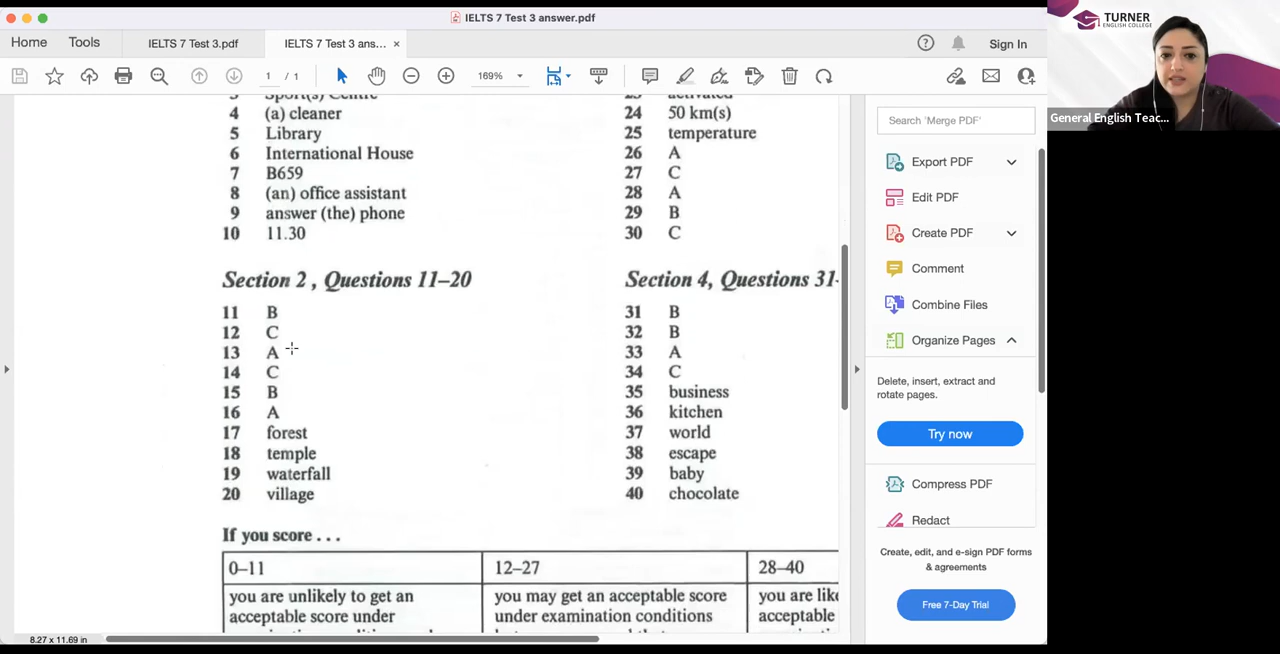 IELTS 7 Test 3 answer.pdf
Home Tools IELTS 7 Test 3.pdf IELTS 7 Test 3 ans... × Sign In
1 / 1 169%
3 Sport(s) Centre
4 (a) cleaner
5 Library
6 International House
7 B659
8 (an) office assistant
9 answer (the) phone
10 11.30
Section 2 , Questions 11–20
11 B
12 C
13 A
14 C
15 B
16 A
17 forest
18 temple
19 waterfall
20 village
23 activated
24 50 km(s)
25 temperature
26 A
27 C
28 A
29 B
30 C
Section 4, Questions 31-
31 B
32 B
33 A
34 C
35 business
36 kitchen
37 world
38 escape
39 baby
40 chocolate
If you score . . .
0–11
you are unlikely to get an
acceptable score under
12–27
you may get an acceptable score
under examination conditions
28–40
you are
acceptable
8.27 x 11.69 in
Search 'Merge PDF'
Export PDF
Edit PDF
Create PDF
Comment
Combine Files
Organize Pages
Delete, insert, extract and
rotate pages.
Try now
Compress PDF
Redact
Create, edit, and e-sign PDF forms
& agreements
Free 7-Day Trial
TURNER
ENGLISH COLLEGE
General English Teac...